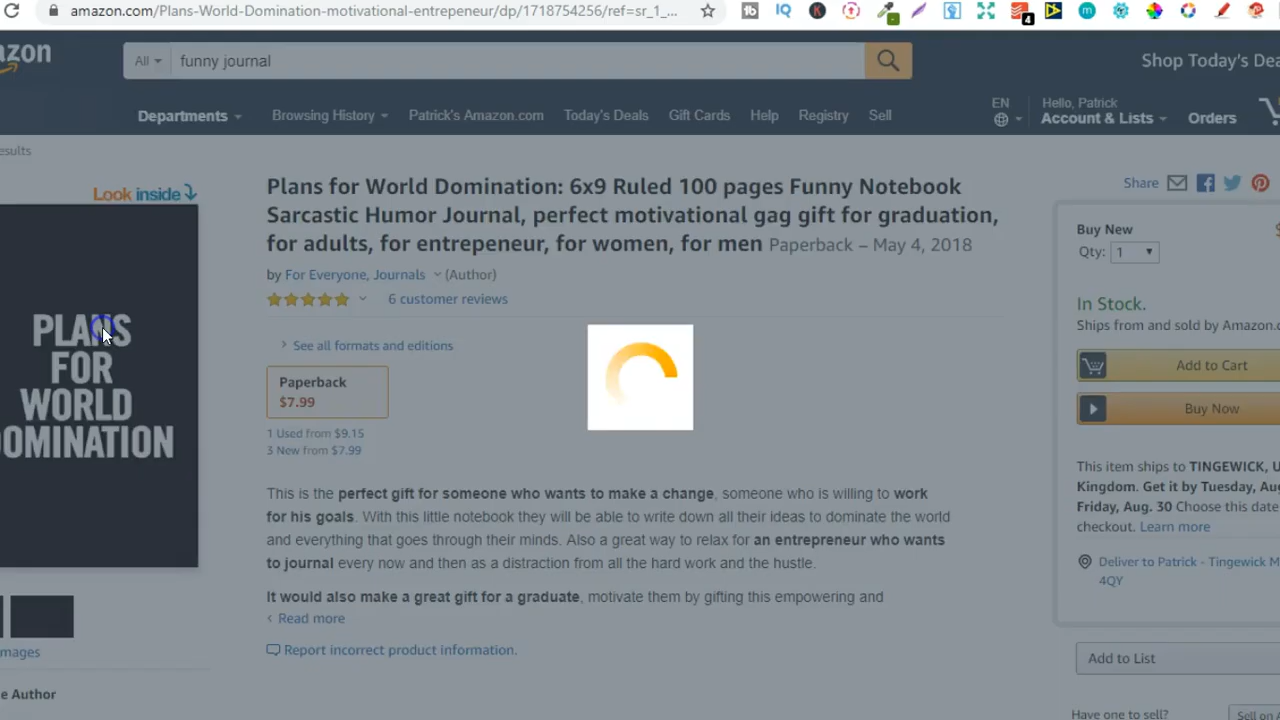 amazon.com/Plans-World-Domination-motivational-entrepeneur/dp/1718754256/ref=sr_1_...
4
azon
All
funny journal
Shop Today's Dea
Departments
Browsing History
Patrick's Amazon.com
Today's Deals
Gift Cards
Help
Registry
Sell
EN
Hello, Patrick
Account & Lists
Orders
esults
Look inside
Plans for World Domination: 6x9 Ruled 100 pages Funny Notebook
Sarcastic Humor Journal, perfect motivational gag gift for graduation,
for adults, for entrepeneur, for women, for men Paperback – May 4, 2018
by For Everyone, Journals (Author)
6 customer reviews
See all formats and editions
Paperback
$7.99
1 Used from $9.15
3 New from $7.99
This is the perfect gift for someone who wants to make a change, someone who is willing to work
for his goals. With this little notebook they will be able to write down all their ideas to dominate the world
and everything that goes through their minds. Also a great way to relax for an entrepreneur who wants
to journal every now and then as a distraction from all the hard work and the hustle.
It would also make a great gift for a graduate, motivate them by gifting this empowering and
Read more
Report incorrect product information.
PLANS
FOR
WORLD
DOMINATION
mages
e Author
Share
Buy New
Qty: 1
In Stock.
Ships from and sold by Amazon.c
Add to Cart
Buy Now
This item ships to TINGEWICK, U
Kingdom. Get it by Tuesday, Aug
Friday, Aug. 30 Choose this date
checkout. Learn more
Deliver to Patrick - Tingewick M
4QY
Add to List
Have one to sell?
Sell on A